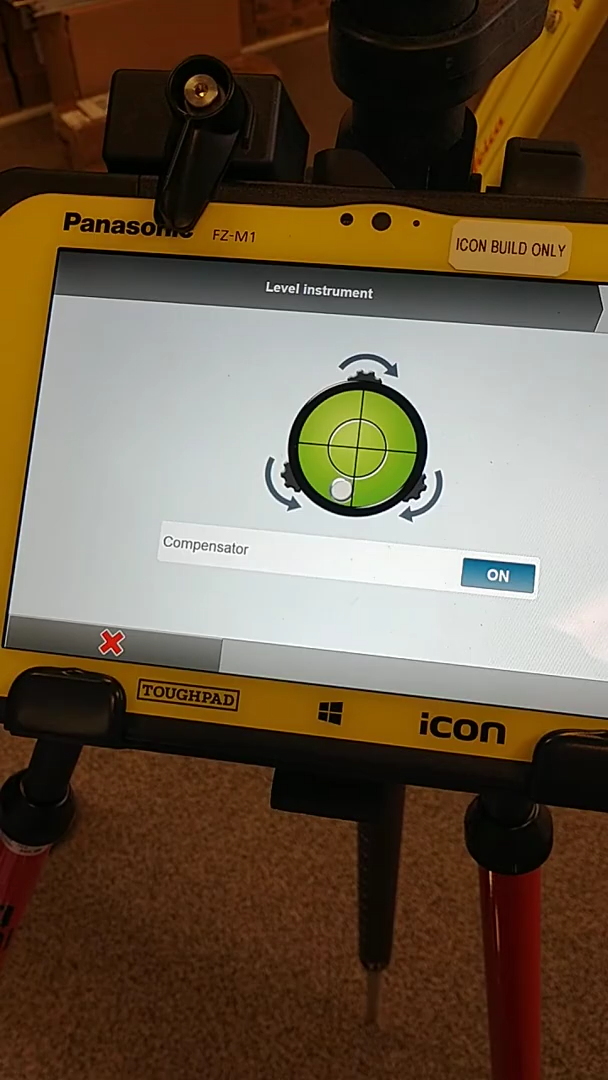 Panasonic
FZ-M1
ICON BUILD ONLY
Level instrument
Compensator
ON
TOUGHPAD
icon